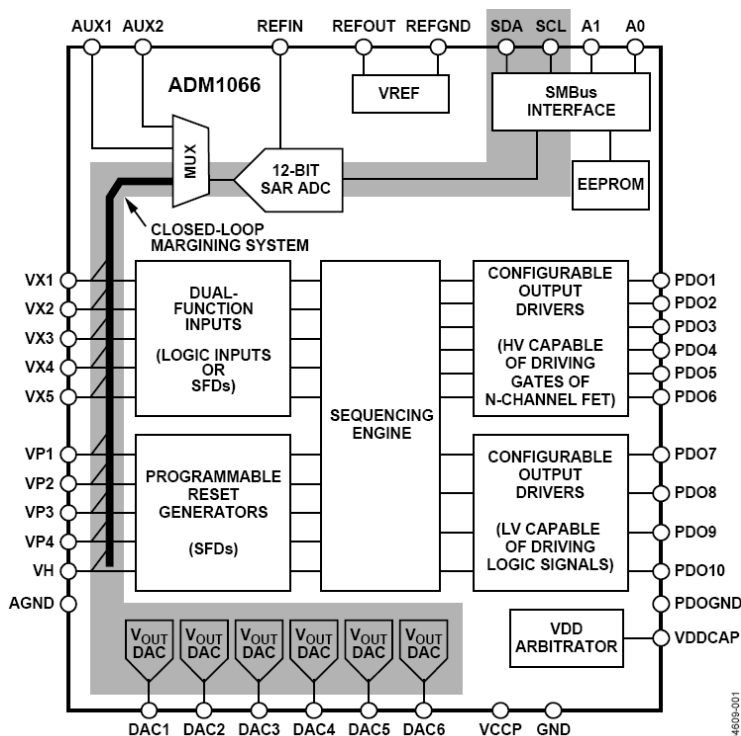 AUX1 AUX2 REFIN REFOUT REFGND SDA SCL A1 A0
ADM1066
VREF
SMBus
INTERFACE
MUX
12-BIT
SAR ADC
EEPROM
CLOSED-LOOP
MARGINING SYSTEM
VX1
VX2
VX3
VX4
VX5
DUAL-
FUNCTION
INPUTS
(LOGIC INPUTS
OR
SFDs)
SEQUENCING
ENGINE
CONFIGURABLE
OUTPUT
DRIVERS
(HV CAPABLE
OF DRIVING
GATES OF
N-CHANNEL FET)
PDO1
PDO2
PDO3
PDO4
PDO5
PDO6
VP1
VP2
VP3
VP4
VH
AGND
PROGRAMMABLE
RESET
GENERATORS
(SFDs)
CONFIGURABLE
OUTPUT
DRIVERS
(LV CAPABLE
OF DRIVING
LOGIC SIGNALS)
PDO7
PDO8
PDO9
PDO10
PDOGND
VDDCAP
VDD
ARBITRATOR
VOUT
DAC
VOUT
DAC
VOUT
DAC
VOUT
DAC
VOUT
DAC
VOUT
DAC
DAC1 DAC2 DAC3 DAC4 DAC5 DAC6 VCCP GND
4609-001